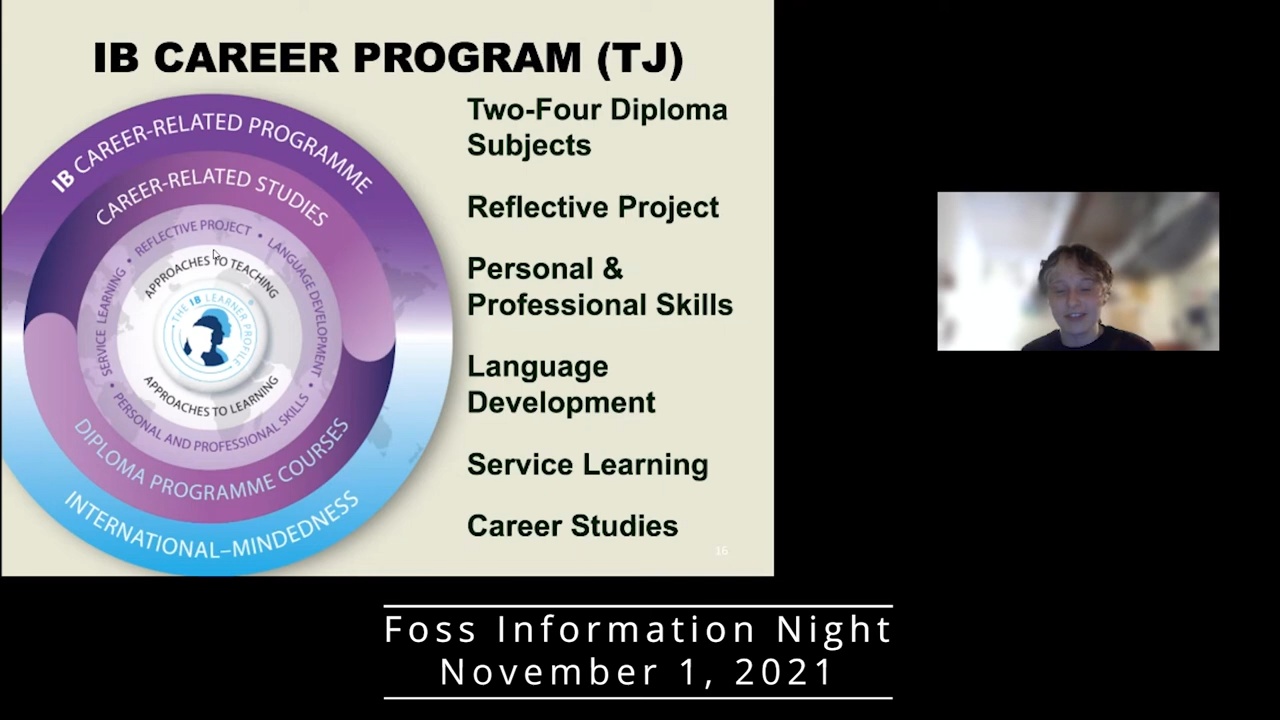 IB CAREER PROGRAM (TJ)
IB CAREER-RELATED PROGRAMME
CAREER-RELATED STUDIES
REFLECTIVE PROJECT • LANGUAGE DEVELOPMENT •
SERVICE LEARNING •
PERSONAL AND PROFESSIONAL SKILLS •
APPROACHES TO TEACHING
THE IB LEARNER PROFILE
APPROACHES TO LEARNING
DIPLOMA PROGRAMME COURSES
INTERNATIONAL–MINDEDNESS
Two-Four Diploma
Subjects
Reflective Project
Personal &
Professional Skills
Language
Development
Service Learning
Career Studies
16
Foss Information Night
November 1, 2021